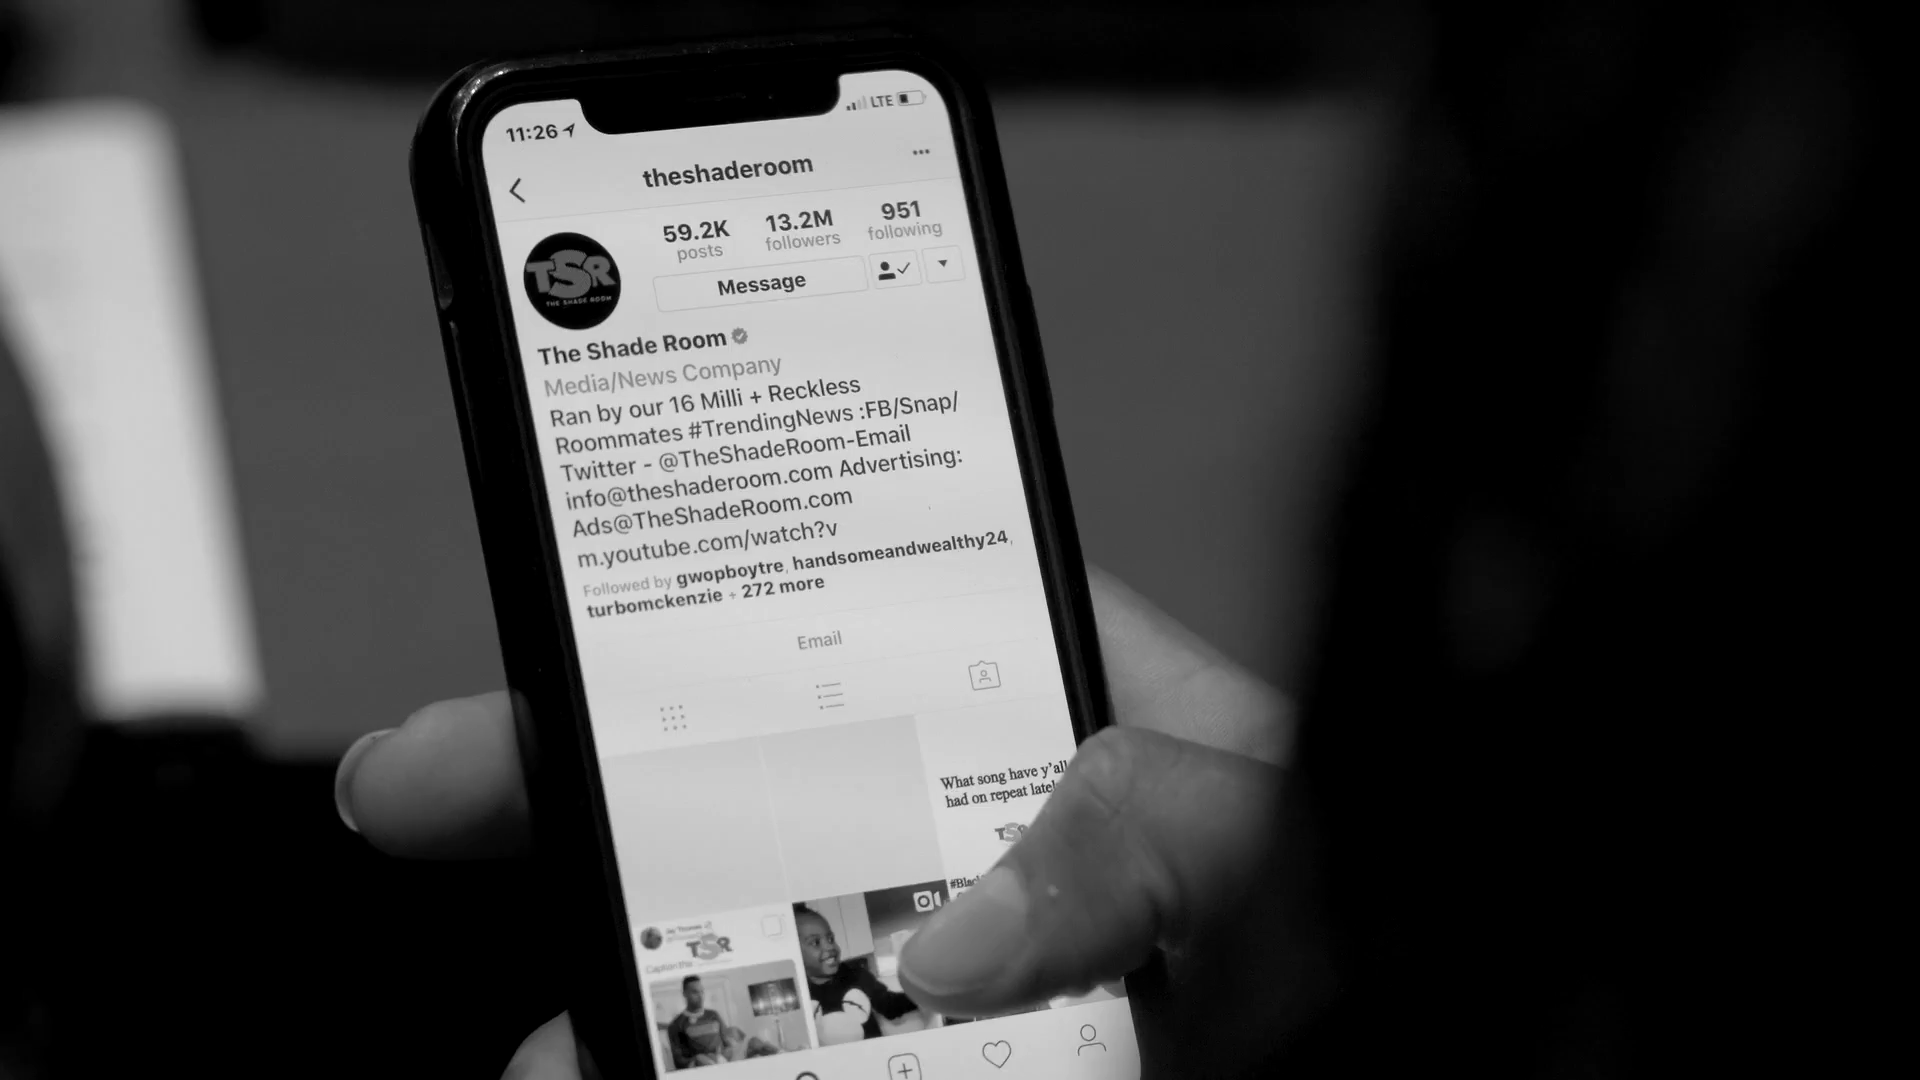 11:26
LTE
theshaderoom
59.2K 13.2M 951
posts followers following
Message
TSR
THE SHADE ROOM
The Shade Room
Media/News Company
Ran by our 16 Milli + Reckless
Roommates #TrendingNews :FB/Snap/
Twitter - @TheShadeRoom-Email
info@theshaderoom.com Advertising:
Ads@TheShadeRoom.com
m.youtube.com/watch?v
Followed by gwopboytre, handsomeandwealthy24,
turbomckenzie + 272 more
Email
What song have y'all
had on repeat
TSR
TSR